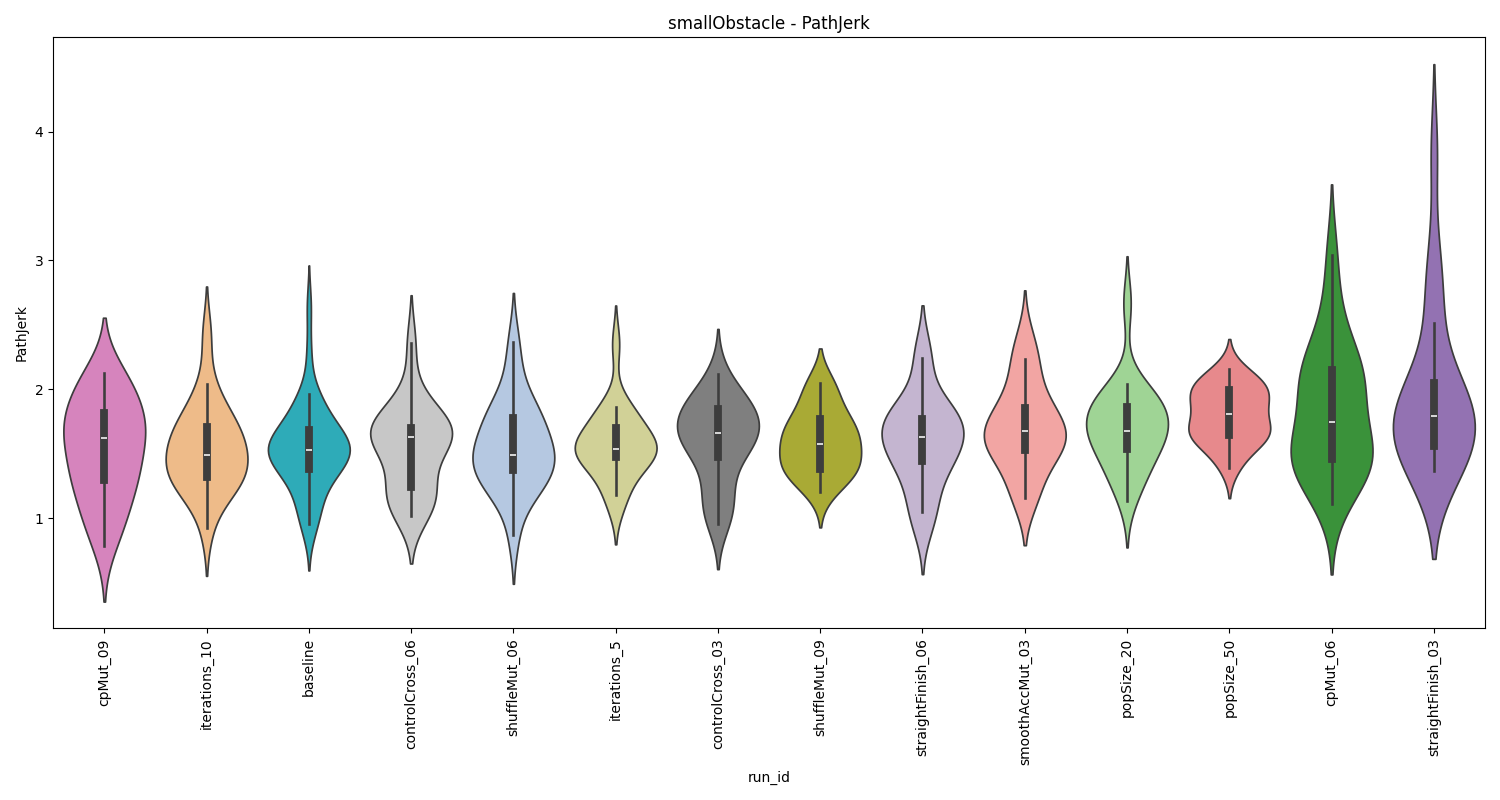 smallObstacle - PathJerk
PathJerk
4
3
2
1
cpMut_09
iterations_10
baseline
controlCross_06
shuffleMut_06
iterations_5
controlCross_03
shuffleMut_09
straightFinish_06
smoothAccMut_03
popSize_20
popSize_50
cpMut_06
straightFinish_03
run_id